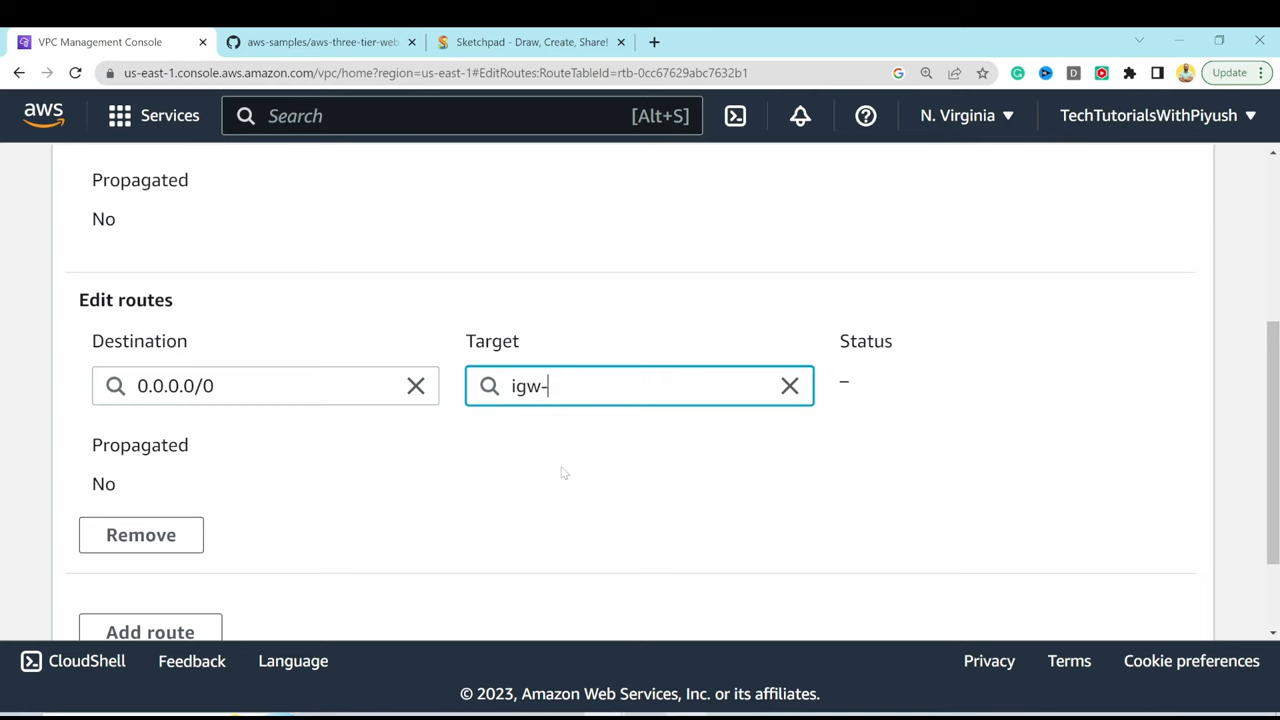 VPC Management Console
aws-samples/aws-three-tier-web
Sketchpad - Draw, Create, Share!
us-east-1.console.aws.amazon.com/vpc/home?region=us-east-1#EditRoutes:RouteTableId=rtb-0cc67629abc7632b1
Update
aws
Services
Search
[Alt+S]
N. Virginia
TechTutorialsWithPiyush
Propagated
No
Edit routes
Destination
Target
Status
0.0.0.0/0
igw-
–
Propagated
No
Remove
Add route
CloudShell
Feedback
Language
Privacy
Terms
Cookie preferences
© 2023, Amazon Web Services, Inc. or its affiliates.